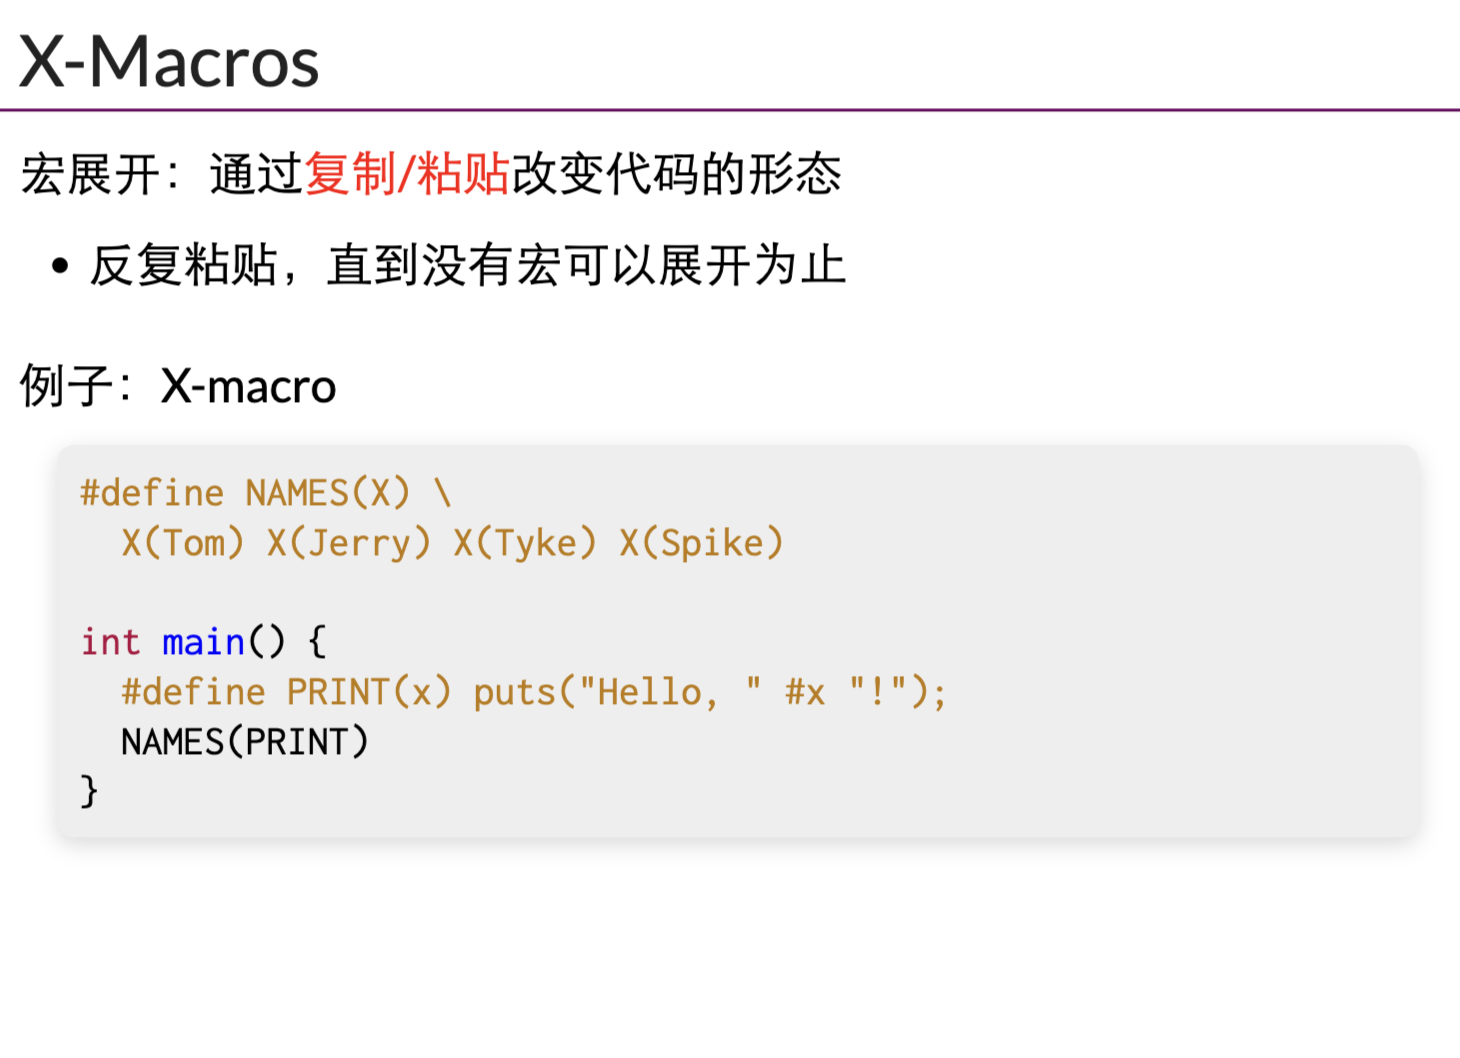 X-Macros
宏展开：通过复制/粘贴改变代码的形态
• 反复粘贴，直到没有宏可以展开为止
例子：X-macro
#define NAMES(X) \
  X(Tom) X(Jerry) X(Tyke) X(Spike)
int main() {
  #define PRINT(x) puts("Hello, " #x "!");
  NAMES(PRINT)
}